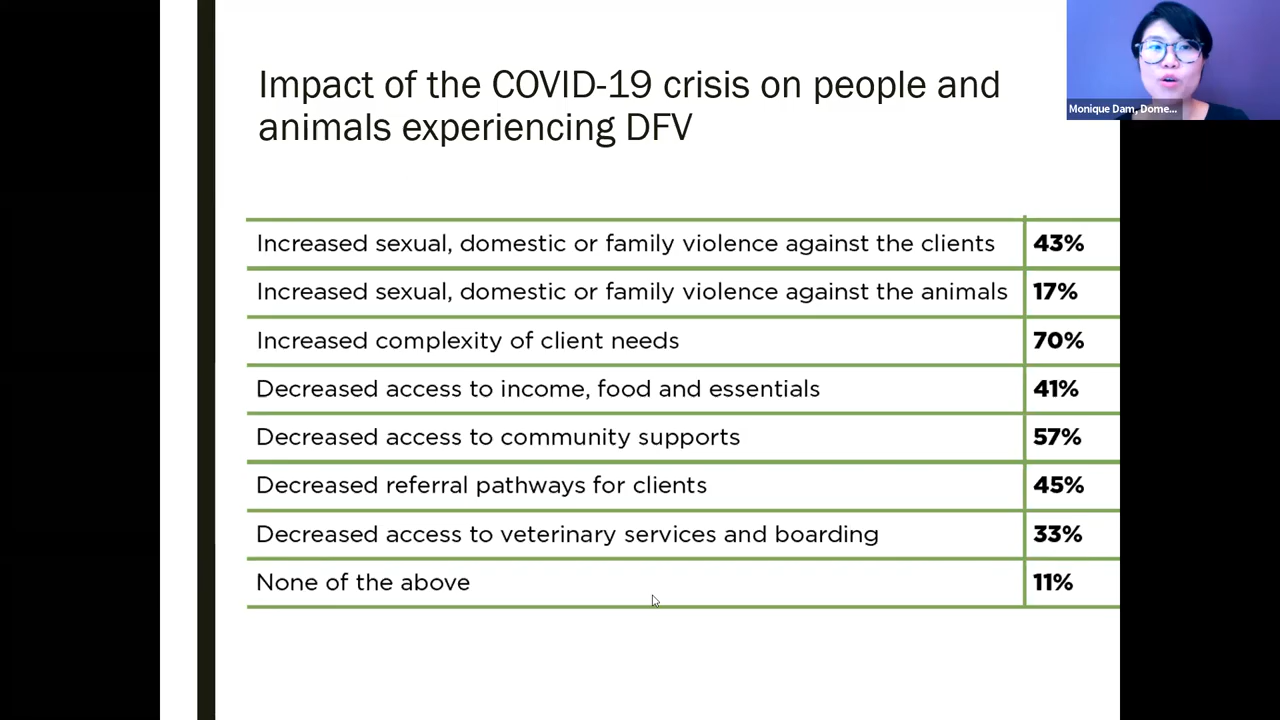 Impact of the COVID-19 crisis on people and
animals experiencing DFV
Monique Dam, Dome...
Increased sexual, domestic or family violence against the clients 43%
Increased sexual, domestic or family violence against the animals 17%
Increased complexity of client needs 70%
Decreased access to income, food and essentials 41%
Decreased access to community supports 57%
Decreased referral pathways for clients 45%
Decreased access to veterinary services and boarding 33%
None of the above 11%